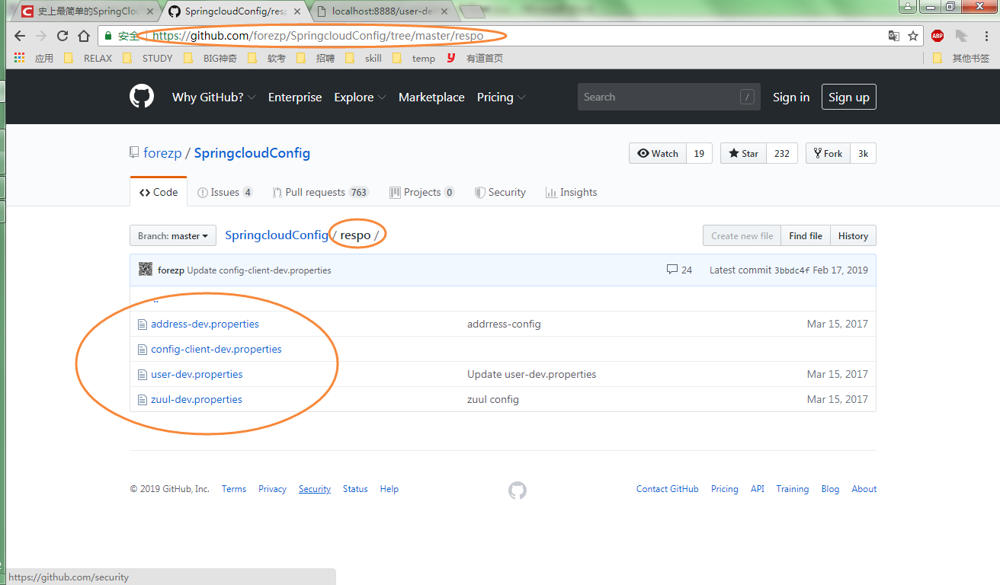 史上最简单的SpringClou
SpringcloudConfig/resp
localhost:8888/user-de
安全 https://github.com/forezp/SpringcloudConfig/tree/master/respo
ABP
应用 RELAX STUDY BIG神奇 软考 招聘 skill temp 有道首页 其他书签
Why GitHub? Enterprise Explore Marketplace Pricing Search / Sign in Sign up
forezp / SpringcloudConfig Watch 19 Star 232 Fork 3k
Code Issues 4 Pull requests 763 Projects 0 Security Insights
Branch: master SpringcloudConfig / respo / Create new file Find file History
forezp Update config-client-dev.properties 24 Latest commit 3bbdc4f Feb 17, 2019
..
address-dev.properties addrress-config Mar 15, 2017
config-client-dev.properties
user-dev.properties Update user-dev.properties Mar 15, 2017
zuul-dev.properties zuul config Mar 15, 2017
© 2019 GitHub, Inc. Terms Privacy Security Status Help Contact GitHub Pricing API Training Blog About
https://github.com/security